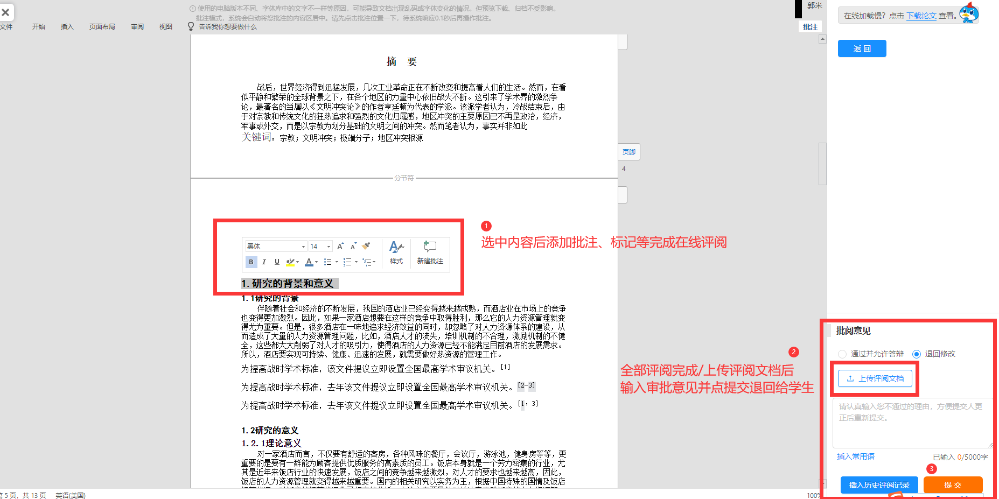 使用的电脑版本不同、字体库中的文字不一样等原因，可能导致文档出现乱码或字体变化的情况。但预览下载、归档不受影响。
批注模式，系统会自动将您批注的内容区居中。请先点击批注位置一下，待系统响应0.1秒后再操作批注。
郭米
文件 开始 插入 页面布局 审阅 视图 告诉我你想要做什么
批注
在线加载慢？点击 下载论文 查看。
返 回
摘 要
战后，世界经济得到迅猛发展，几次工业革命正在不断改变和提高着人们的生活。然而，在看
似平静和繁荣的全球背景之下，在各个地区的力量中心依旧战火不断。这引来了学术界的激烈争
论，最著名的当属以《文明冲突论》的作者亨廷顿为代表的学派。该派学者认为，冷战结束后，由
于对宗教和传统文化的狂热追求和强烈的文化归属感，地区冲突的主要原因已不再是政治，经济，
军事或外交，而是以宗教为划分基础的文明之间的冲突。然而笔者认为，事实并非如此
关键词：宗教；文明冲突；极端分子；地区冲突根源
页脚
4
分节符
1
选中内容后添加批注、标记等完成在线评阅
黑体 14 A A
B I U ab A
样式
新建批注
1.研究的背景和意义
1.1研究的背景
伴随着社会和经济的不断发展，我国的酒店业已经变得越来越成熟，而酒店业在市场上的竞争
也变得更加激烈。因此，如果一家酒店想要在这样的竞争中取得胜利，那么它的人力资源管理就变
得尤为重要。但是，很多酒店在一味地追求经济效益的同时，却忽略了对人力资源体系的建设，从
而造成了大量的人力资源管理问题，比如，酒店人才的流失，培训机制的不合理，激励机制的不健
全，这些都大大削弱了对人才的吸引力，使得酒店的人力资源已经不能满足目前酒店的发展需求。
所以，酒店要实现可持续、健康、迅速的发展，就需要做好热资源的管理工作。
为提高战时学术标准，该文件提议立即设置全国最高学术审议机关。[1]
为提高战时学术标准，去年该文件提议立即设置全国最高学术审议机关。[2-3]
为提高战时学术标准，去年该文件提议立即设置全国最高学术审议机关。[1，3]
1.2研究的意义
1.2.1理论意义
对一家酒店而言，不仅要有舒适的客房，各种风味的餐厅，会议厅，游泳池，健身房等等，更
重要的是要有一群能为顾客提供优质服务的高素质的员工。饭店本身就是一个劳力密集的行业，尤
其是近年来饭店行业的快速发展，饭店之间的竞争越来越激烈，对人才的要求也越来越高，因此，
饭店的人力资源管理就变得越来越重要。国内的相关研究以实务为主，根据中国特殊的国情及饭店
2
全部评阅完成/上传评阅文档后
输入审批意见并点提交退回给学生
批阅意见
通过并允许答辩 退回修改
上传评阅文档
请认真输入您不通过的理由，方便提交人更
正后重新提交。
插入常用语 已输入 0/5000字
3
插入历史评阅记录 提 交
第 5 页，共 13 页 英语(美国) 100%